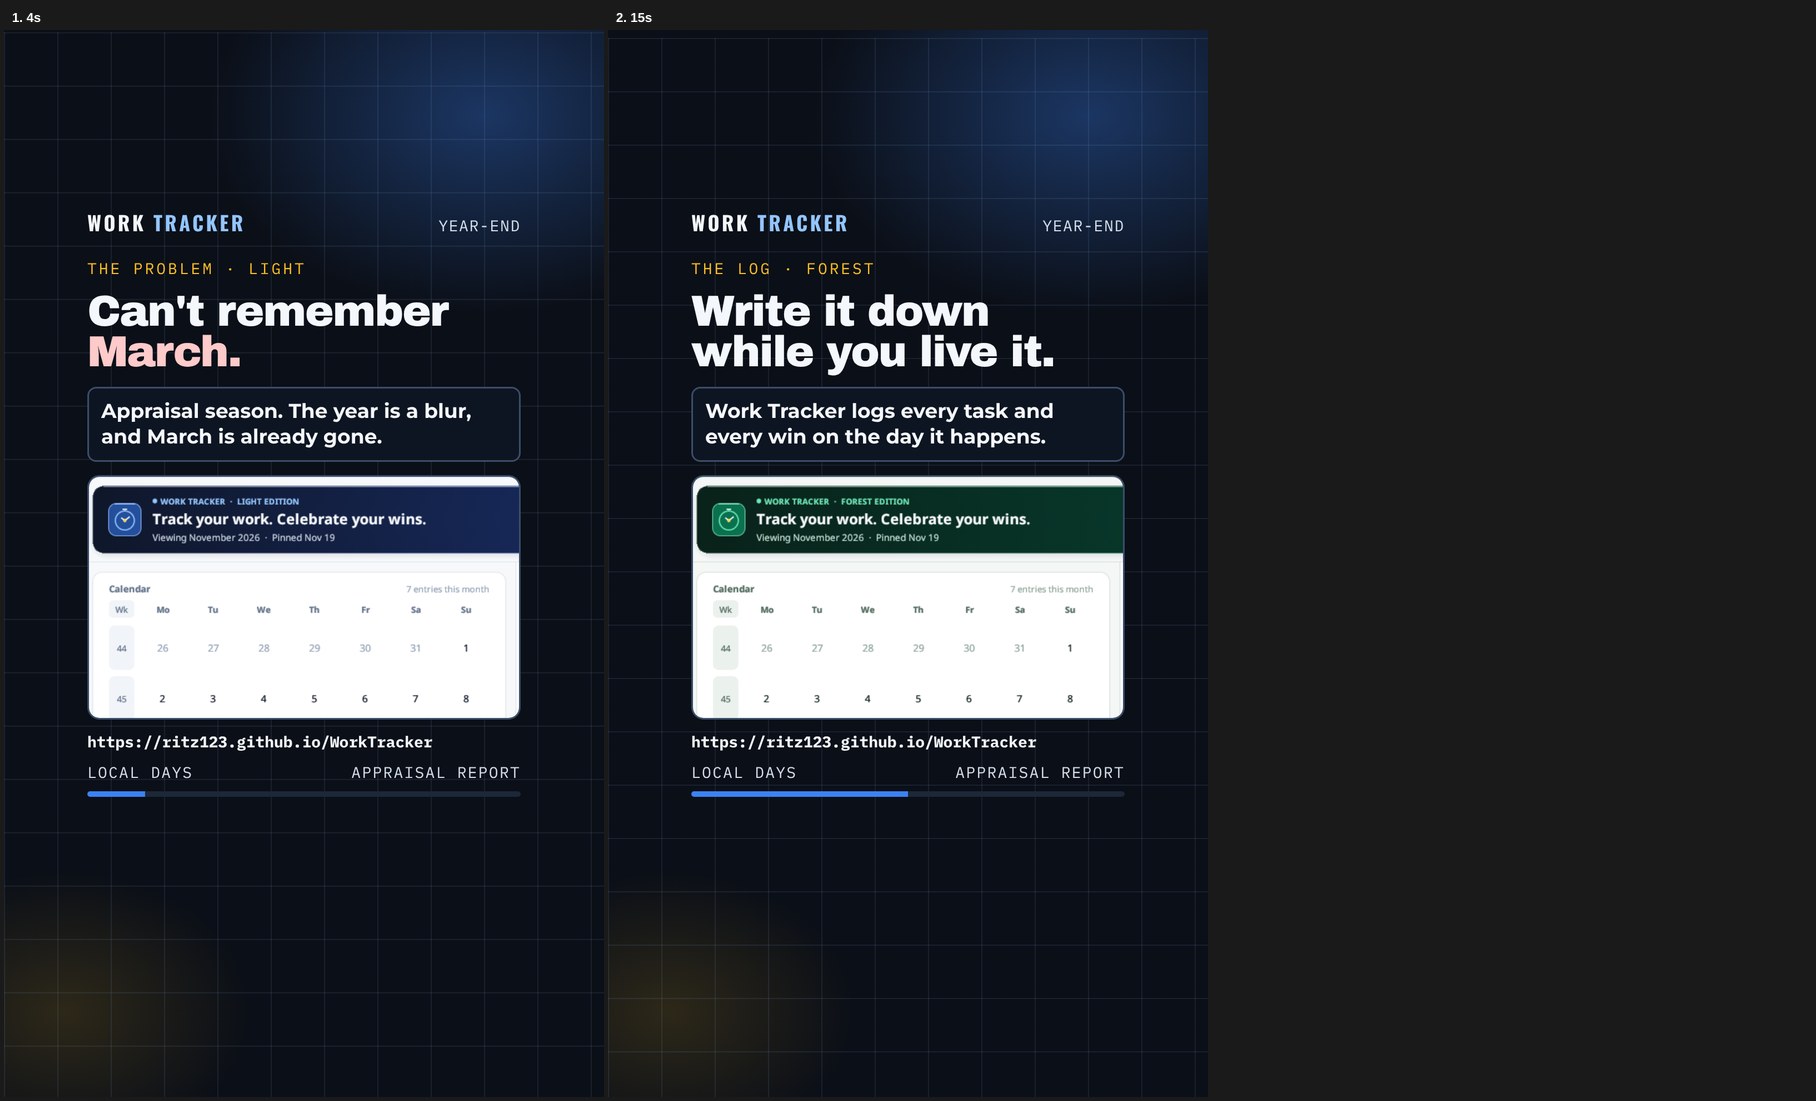 1. 4s
WORK TRACKER
YEAR-END
THE PROBLEM · LIGHT
Can't remember
March.
Appraisal season. The year is a blur,
and March is already gone.
WORK TRACKER · LIGHT EDITION
Track your work. Celebrate your wins.
Viewing November 2026 · Pinned Nov 19
Calendar
7 entries this month
Wk Mo Tu We Th Fr Sa Su
44 26 27 28 29 30 31 1
45 2 3 4 5 6 7 8
https://ritz123.github.io/WorkTracker
LOCAL DAYS
APPRAISAL REPORT
2. 15s
WORK TRACKER
YEAR-END
THE LOG · FOREST
Write it down
while you live it.
Work Tracker logs every task and
every win on the day it happens.
WORK TRACKER · FOREST EDITION
Track your work. Celebrate your wins.
Viewing November 2026 · Pinned Nov 19
Calendar
7 entries this month
Wk Mo Tu We Th Fr Sa Su
44 26 27 28 29 30 31 1
45 2 3 4 5 6 7 8
https://ritz123.github.io/WorkTracker
LOCAL DAYS
APPRAISAL REPORT